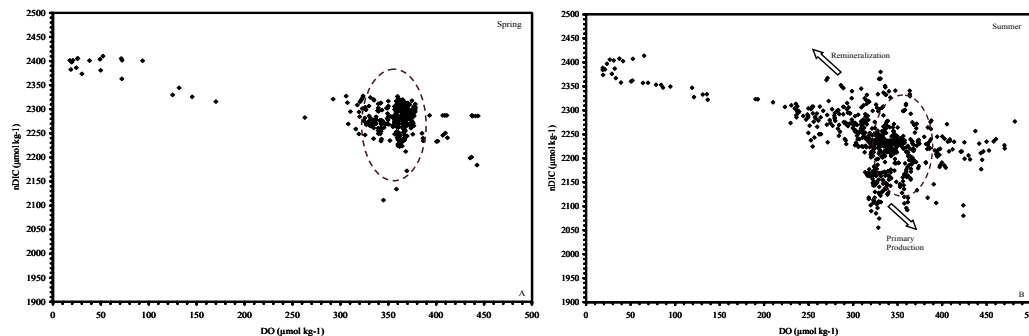 Spring
2500
2450
2400
2350
2300
2250
2200
2150
2100
2050
2000
1950
1900
nDIC (µmol kg-1)
0 50 100 150 200 250 300 350 400 450 500
DO (µmol kg-1)
A
Summer
Remineralization
Primary
Production
2500
2450
2400
2350
2300
2250
2200
2150
2100
2050
2000
1950
1900
nDIC (µmol kg-1)
0 50 100 150 200 250 300 350 400 450 500
DO (µmol kg-1)
B